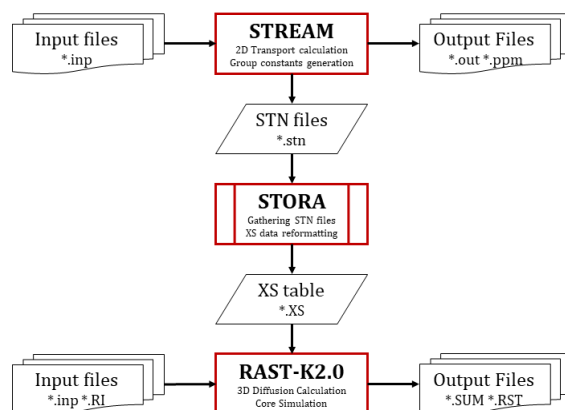 Input files
*.inp
STREAM
2D Transport calculation
Group constants generation
Output Files
*.out *.ppm
STN files
*.stn
STORA
Gathering STN files
XS data reformatting
XS table
*.XS
Input files
*.inp *.RI
RAST-K2.0
3D Diffusion Calculation
Core Simulation
Output Files
*.SUM *.RST